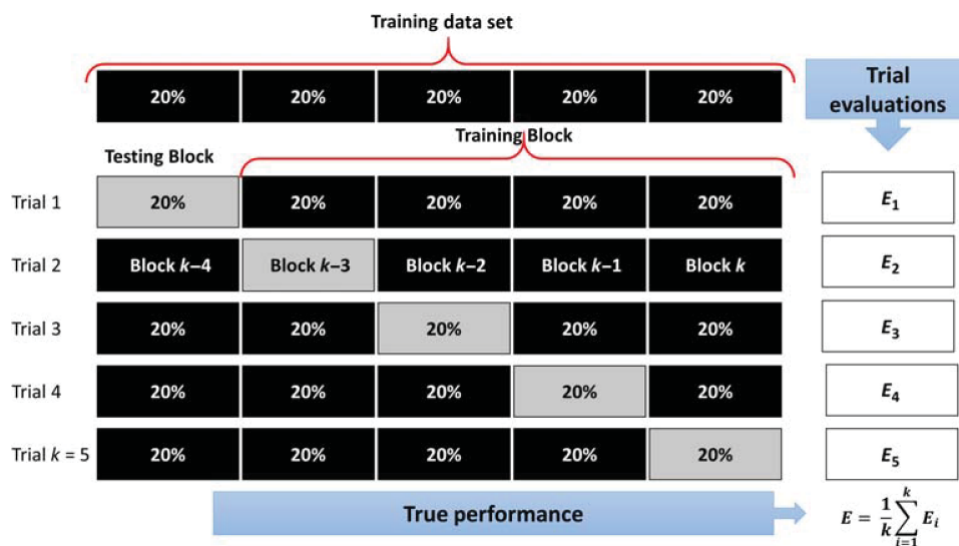 Training data set
20% 20% 20% 20% 20%
Trial
evaluations
Training Block
Testing Block
Trial 1 20% 20% 20% 20% 20% E₁
Trial 2 Block k–4 Block k–3 Block k–2 Block k–1 Block k E₂
Trial 3 20% 20% 20% 20% 20% E₃
Trial 4 20% 20% 20% 20% 20% E₄
Trial k = 5 20% 20% 20% 20% 20% E₅
True performance
E = 1/k ∑ᵢ₌₁ᵏ Eᵢ